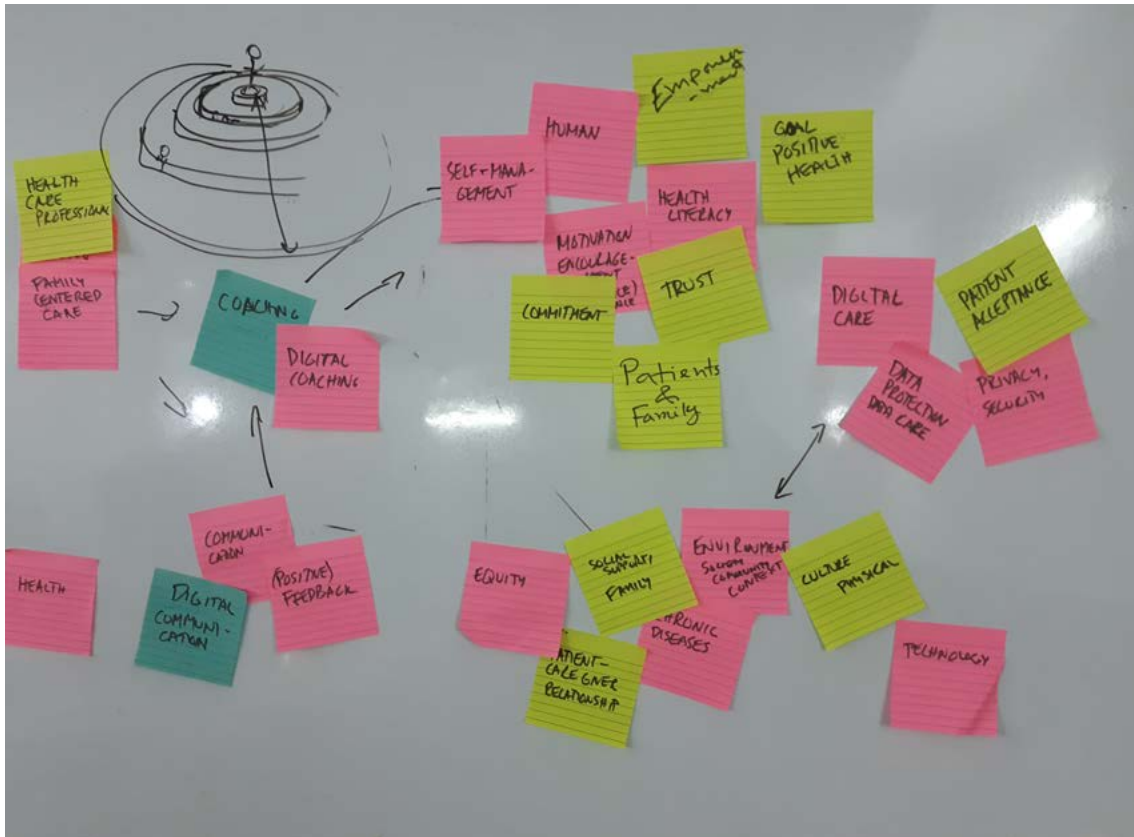 HEALTH
CARE
PROFESSIONAL
FAMILY
CENTERED
CARE
COACHING
DIGITAL
COACHING
SELF-MANA-
GEMENT
HUMAN
Empower
-ment
GOAL
POSITIVE
HEALTH
HEALTH
LITERACY
MOTIVATION
ENCOURAGE-
MENT
TRUST
COMMITMENT
Patients
&
Family
DIGITAL
CARE
PATIENT
ACCEPTANCE
DATA
PROTECTION
DATA CARE
PRIVACY,
SECURITY
HEALTH
COMMUNI-
CATION
(POSITIVE)
FEEDBACK
DIGITAL
COMMUNI-
CATION
EQUITY
SOCIAL
SUPPORT/
FAMILY
ENVIRONMENT
COMMUNITY
CONTEXT
CULTURE
PHYSICAL
CHRONIC
DISEASES
PATIENT-
CAREGIVER
RELATIONSHIP
TECHNOLOGY